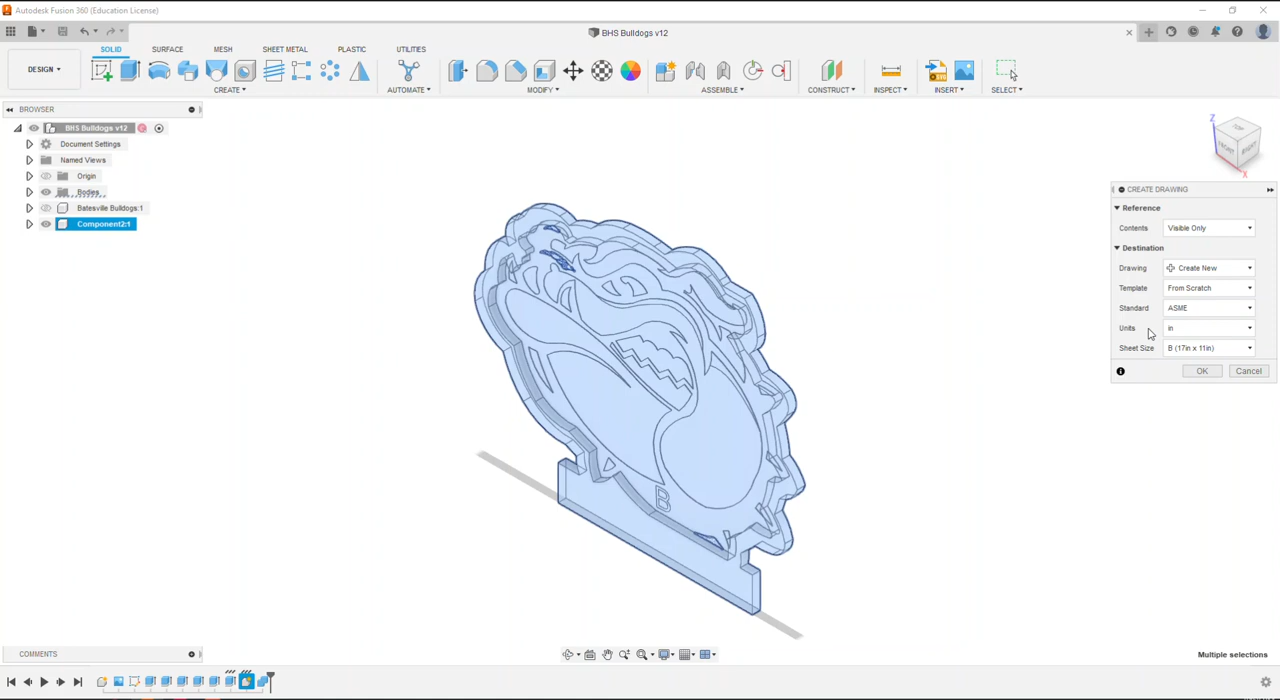 Autodesk Fusion 360 (Education License)
BHS Bulldogs v12
DESIGN
SOLID SURFACE MESH SHEET METAL PLASTIC UTILITIES
CREATE AUTOMATE MODIFY ASSEMBLE CONSTRUCT INSPECT INSERT SELECT
BROWSER
BHS Bulldogs v12
Document Settings
Named Views
Origin
Bodies
Batesville Bulldogs:1
Component2:1
Z
TOP
FRONT
RIGHT
X
CREATE DRAWING
Reference
Contents Visible Only
Destination
Drawing Create New
Template From Scratch
Standard ASME
Units in
Sheet Size B (17in x 11in)
OK Cancel
B
COMMENTS
Multiple selections